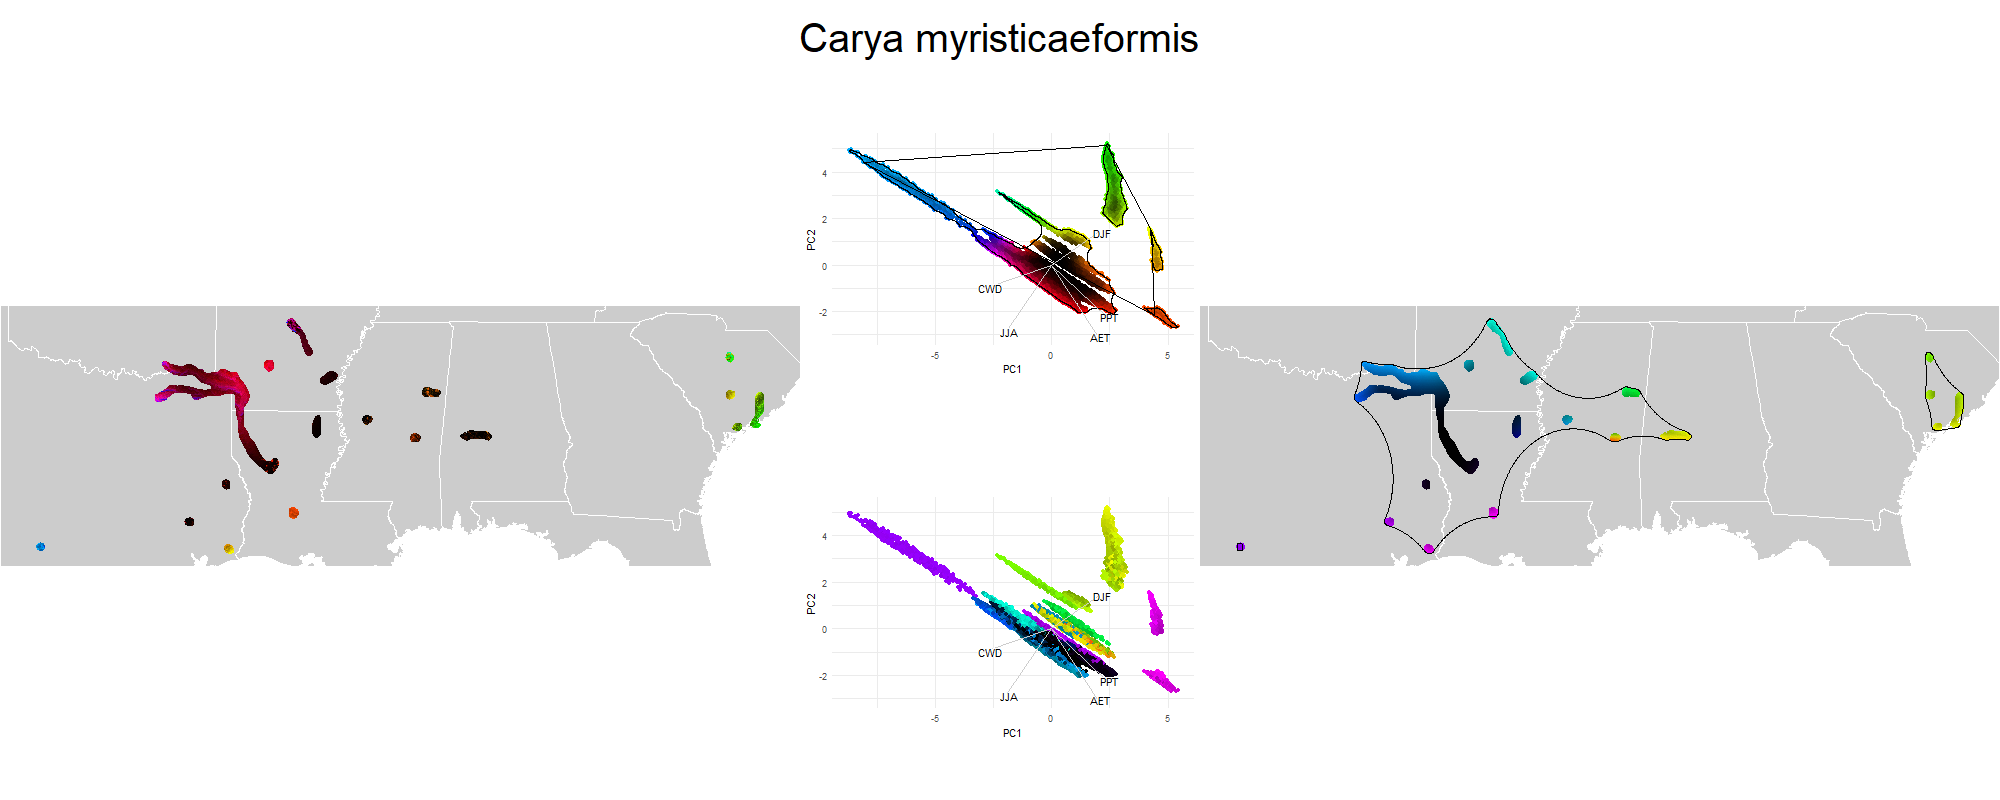 Carya myristicaeformis
4
2
0
-2
PC2
DJF
CWD
JJA
PPT
AET
-5
0
5
PC1
4
2
0
-2
PC2
DJF
CWD
JJA
PPT
AET
-5
0
5
PC1